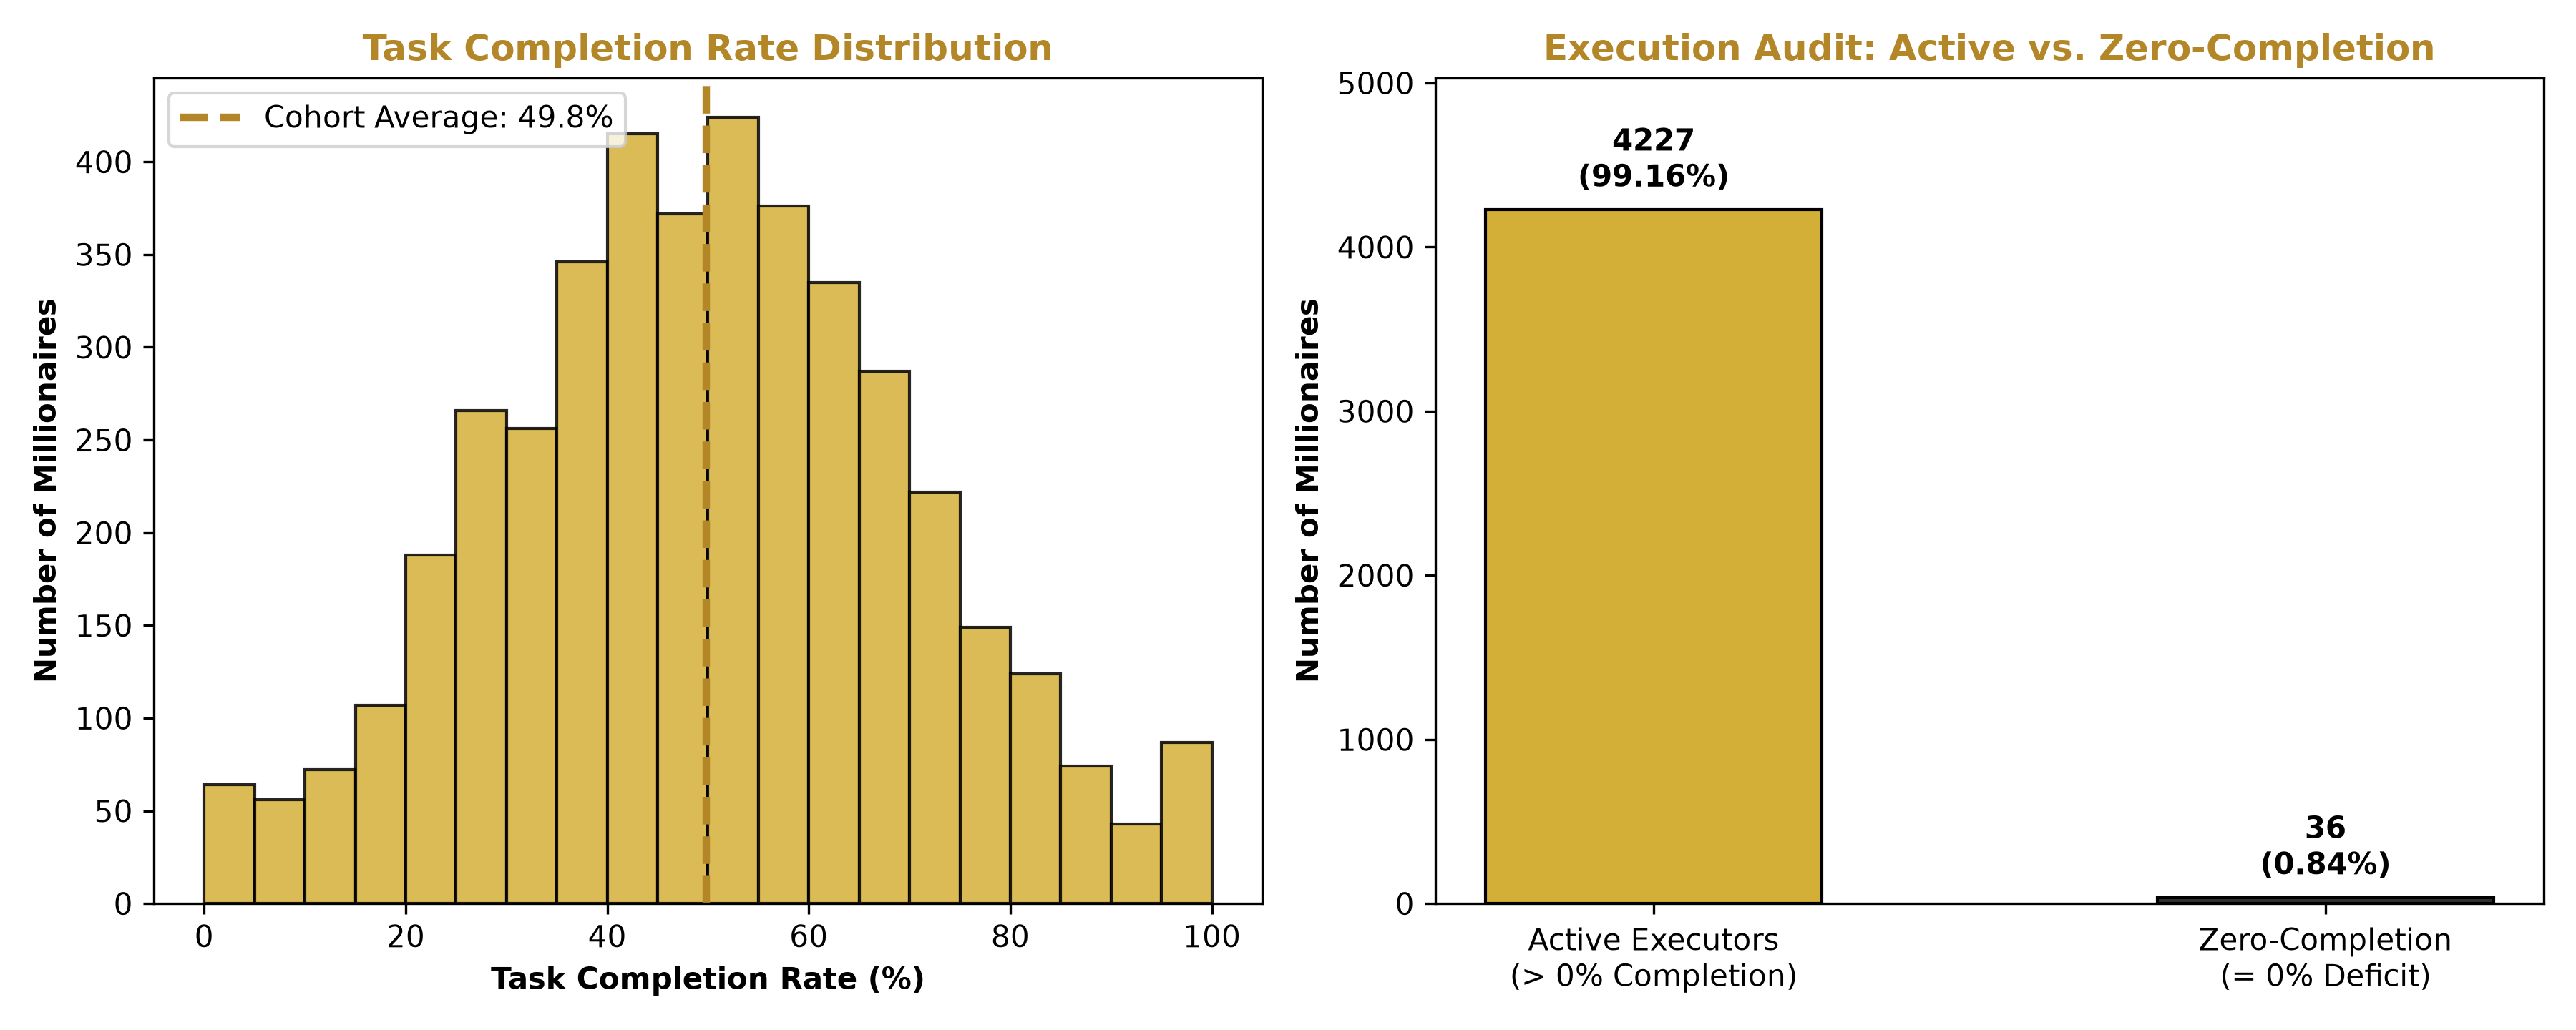 Task Completion Rate Distribution
Cohort Average: 49.8%
400
350
300
250
200
150
100
50
0
Number of Millionaires
0 20 40 60 80 100
Task Completion Rate (%)
Execution Audit: Active vs. Zero-Completion
5000
4000
3000
2000
1000
0
Number of Millionaires
4227
(99.16%)
36
(0.84%)
Active Executors
(> 0% Completion)
Zero-Completion
(= 0% Deficit)